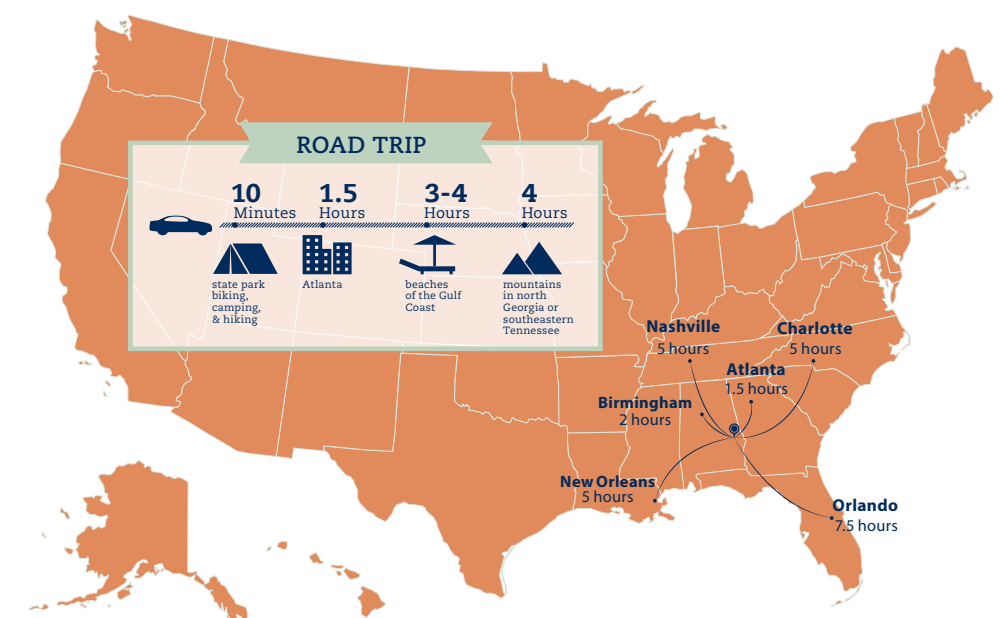 ROAD TRIP
10
Minutes
1.5
Hours
3-4
Hours
4
Hours
state park
biking,
camping,
& hiking
Atlanta
beaches
of the Gulf
Coast
mountains
in north
Georgia or
southeastern
Tennessee
Nashville
5 hours
Charlotte
5 hours
Atlanta
1.5 hours
Birmingham
2 hours
New Orleans
5 hours
Orlando
7.5 hours